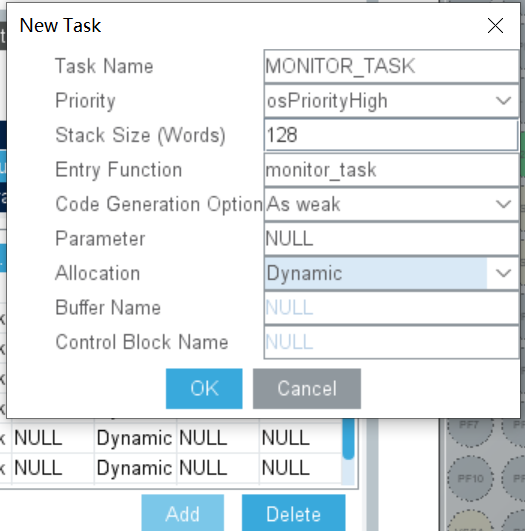 New Task
Task Name MONITOR_TASK
Priority osPriorityHigh
Stack Size (Words) 128
Entry Function monitor_task
Code Generation Option As weak
Parameter NULL
Allocation Dynamic
Buffer Name NULL
Control Block Name NULL
OK Cancel
PF7
k NULL Dynamic NULL NULL
k NULL Dynamic NULL NULL
PF10
Add Delete